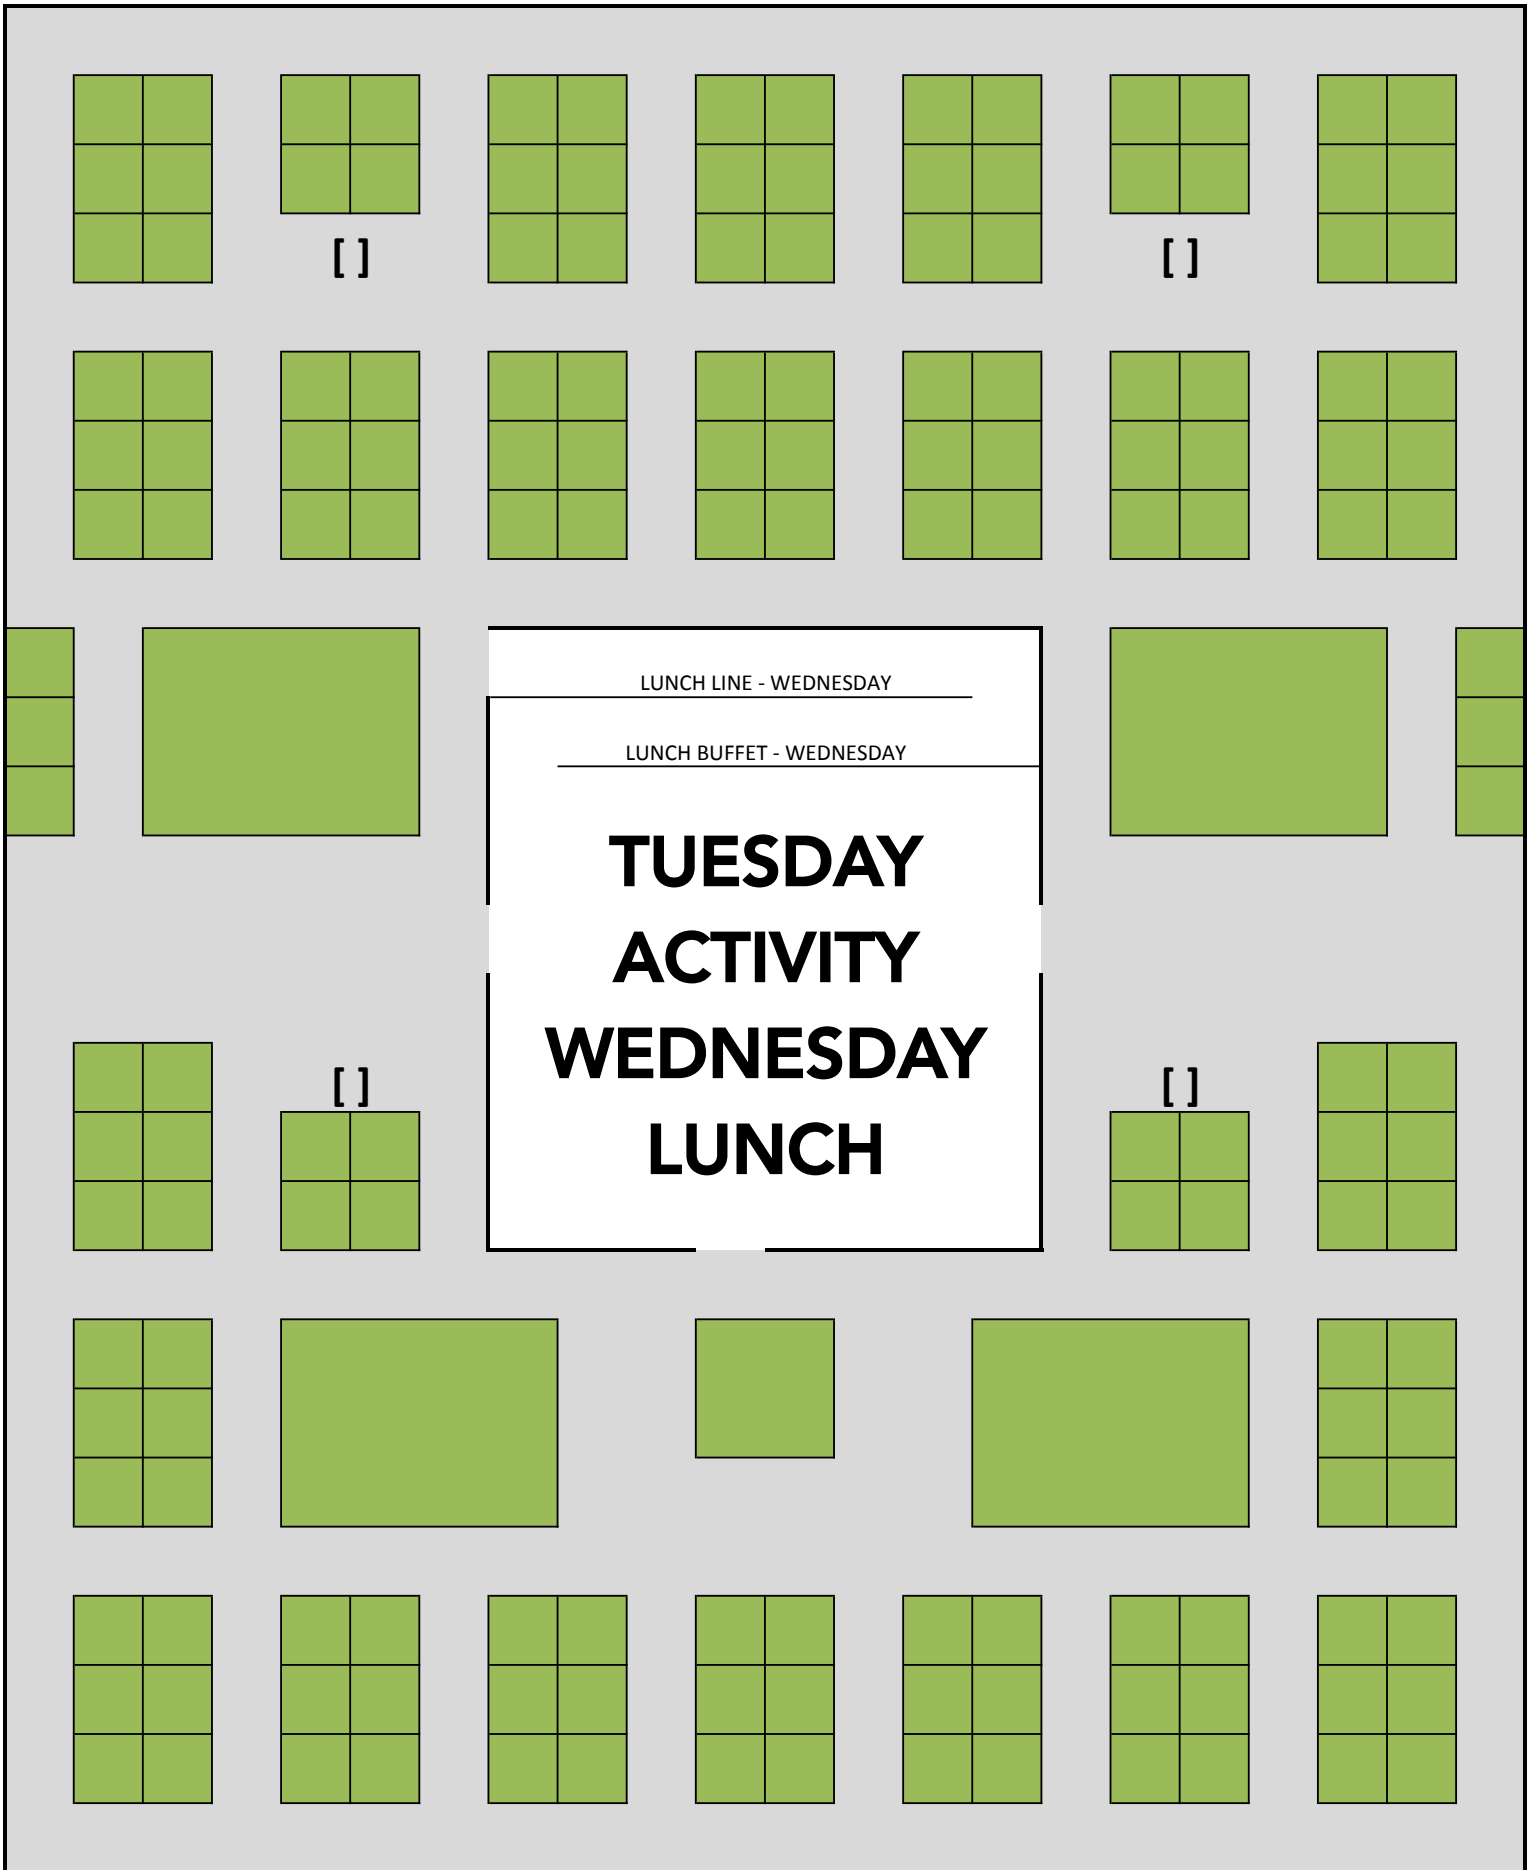 [ ]
[ ]
LUNCH LINE - WEDNESDAY
LUNCH BUFFET - WEDNESDAY
TUESDAY
ACTIVITY
WEDNESDAY
LUNCH
[ ]
[ ]